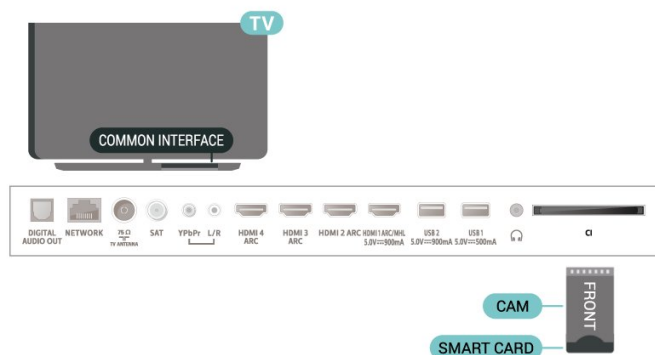 TV
COMMON INTERFACE
DIGITAL
AUDIO OUT
NETWORK
75 Ω
TV ANTENNA
SAT
YPbPr L/R
HDMI 4
ARC
HDMI 3
ARC
HDMI 2 ARC
HDMI 1 ARC/MHL
5.0V⎓900mA
USB 2
5.0V⎓900mA
USB 1
5.0V⎓500mA
CI
CAM
FRONT
SMART CARD